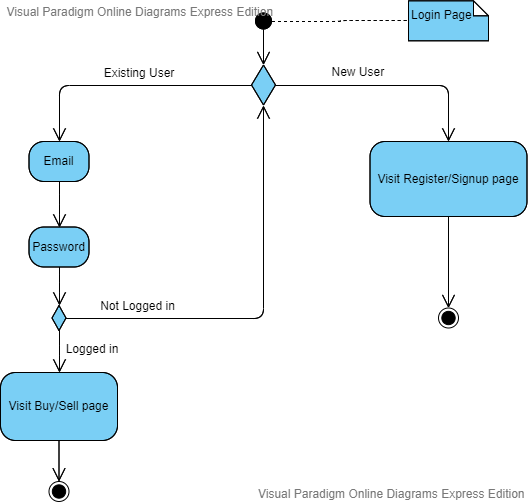 Visual Paradigm Online Diagrams Express Edition
Login Page
Existing User
New User
Email
Visit Register/Signup page
Password
Not Logged in
Logged in
Visit Buy/Sell page
Visual Paradigm Online Diagrams Express Edition